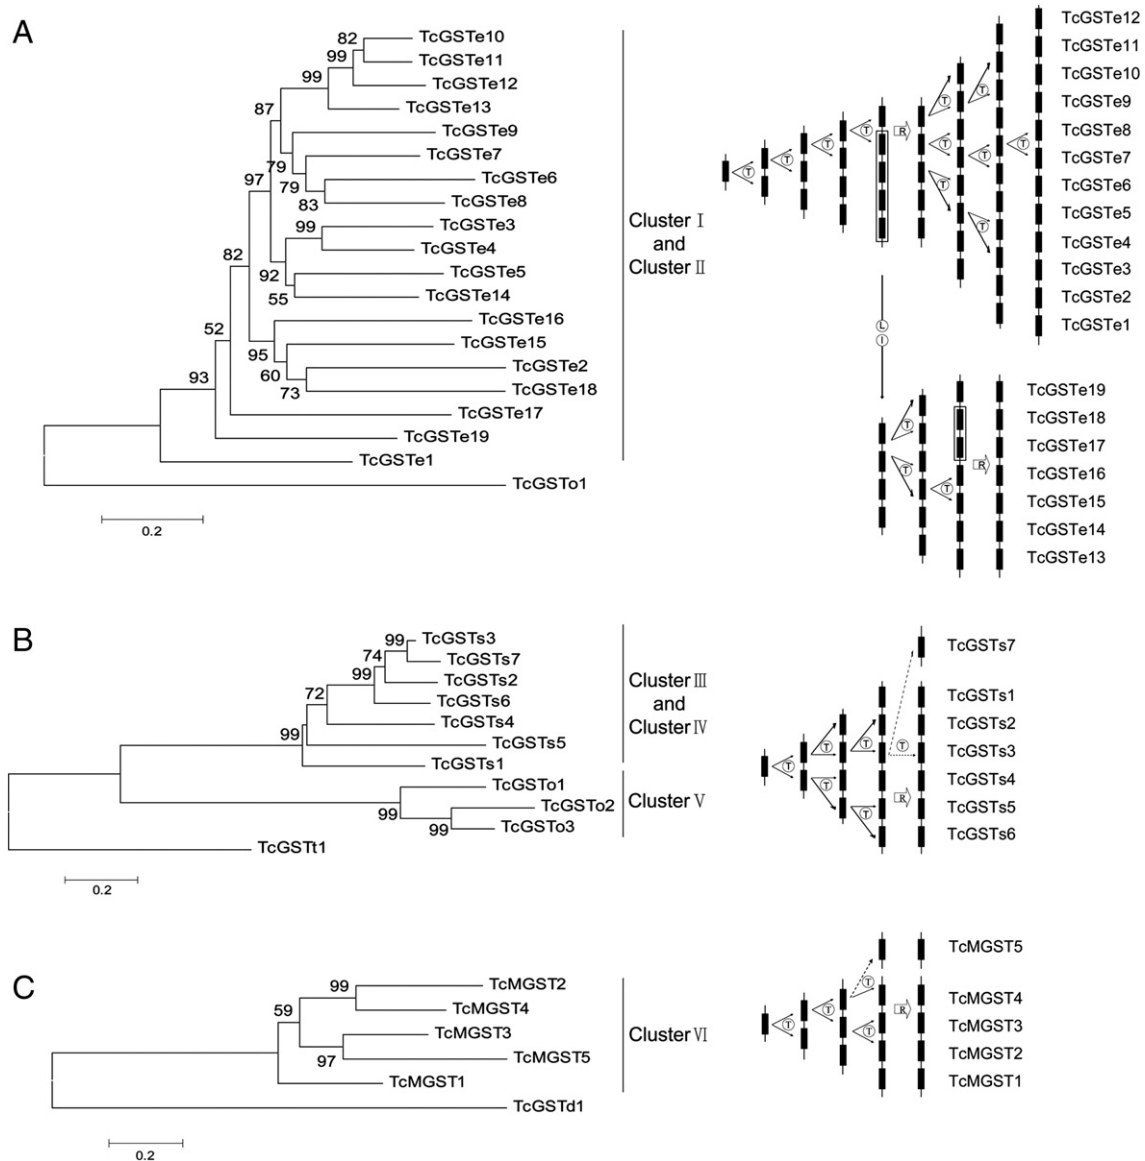 A
TcGSTe10
TcGSTe11
TcGSTe12
TcGSTe13
TcGSTe9
TcGSTe7
TcGSTe6
TcGSTe8
TcGSTe3
TcGSTe4
TcGSTe5
TcGSTe14
TcGSTe16
TcGSTe15
TcGSTe2
TcGSTe18
TcGSTe17
TcGSTe19
TcGSTe1
TcGSTo1
82
99
99
87
79
79
83
97
99
92
55
82
95
60
73
52
93
0.2
Cluster Ⅰ
and
Cluster Ⅱ
T
T
T
T
R
T
T
T
T
T
T
T
L
I
T
T
T
R
TcGSTe12
TcGSTe11
TcGSTe10
TcGSTe9
TcGSTe8
TcGSTe7
TcGSTe6
TcGSTe5
TcGSTe4
TcGSTe3
TcGSTe2
TcGSTe1
TcGSTe19
TcGSTe18
TcGSTe17
TcGSTe16
TcGSTe15
TcGSTe14
TcGSTe13
B
TcGSTs3
TcGSTs7
TcGSTs2
TcGSTs6
TcGSTs4
TcGSTs5
TcGSTs1
TcGSTo1
TcGSTo2
TcGSTo3
TcGSTt1
99
74
99
72
99
99
99
0.2
Cluster Ⅲ
and
Cluster Ⅳ
Cluster Ⅴ
T
T
T
T
T
T
R
TcGSTs7
TcGSTs1
TcGSTs2
TcGSTs3
TcGSTs4
TcGSTs5
TcGSTs6
C
TcMGST2
TcMGST4
TcMGST3
TcMGST5
TcMGST1
TcGSTd1
99
59
97
0.2
Cluster Ⅵ
T
T
T
T
R
TcMGST5
TcMGST4
TcMGST3
TcMGST2
TcMGST1